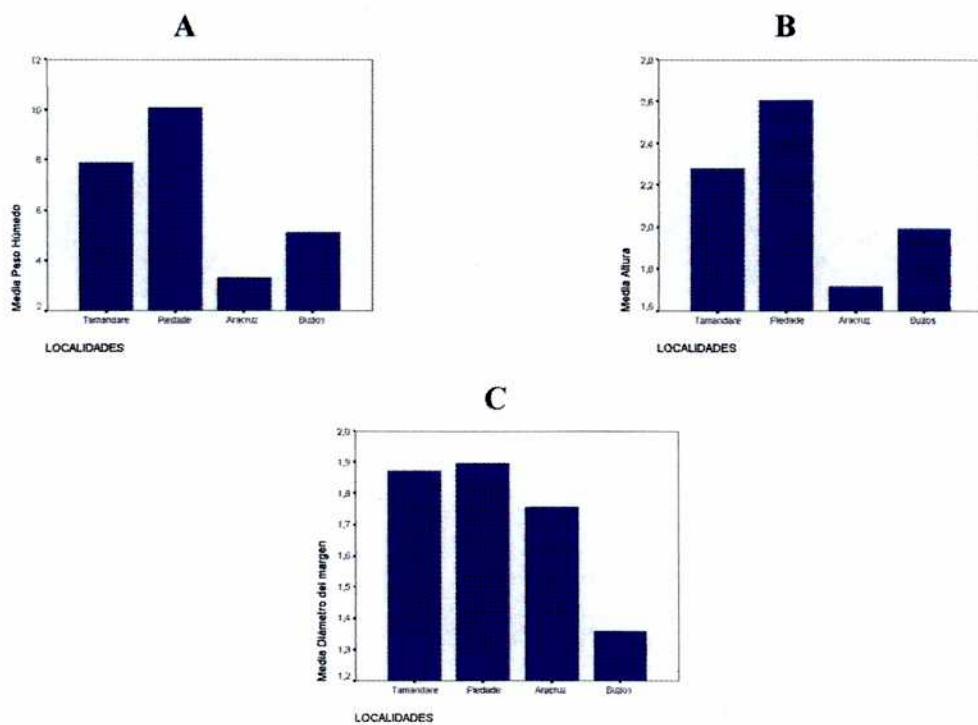 A
12
10
8
6
4
2
Media Peso Húmedo
Tamandare Piedade Aracruz Buzios
LOCALIDADES
B
2,8
2,6
2,4
2,2
2,0
1,8
1,6
Media Altura
Tamandare Piedade Aracruz Buzios
LOCALIDADES
C
2,0
1,9
1,8
1,7
1,6
1,5
1,4
1,3
1,2
Media Diámetro del margen
Tamandare Piedade Aracruz Buzios
LOCALIDADES